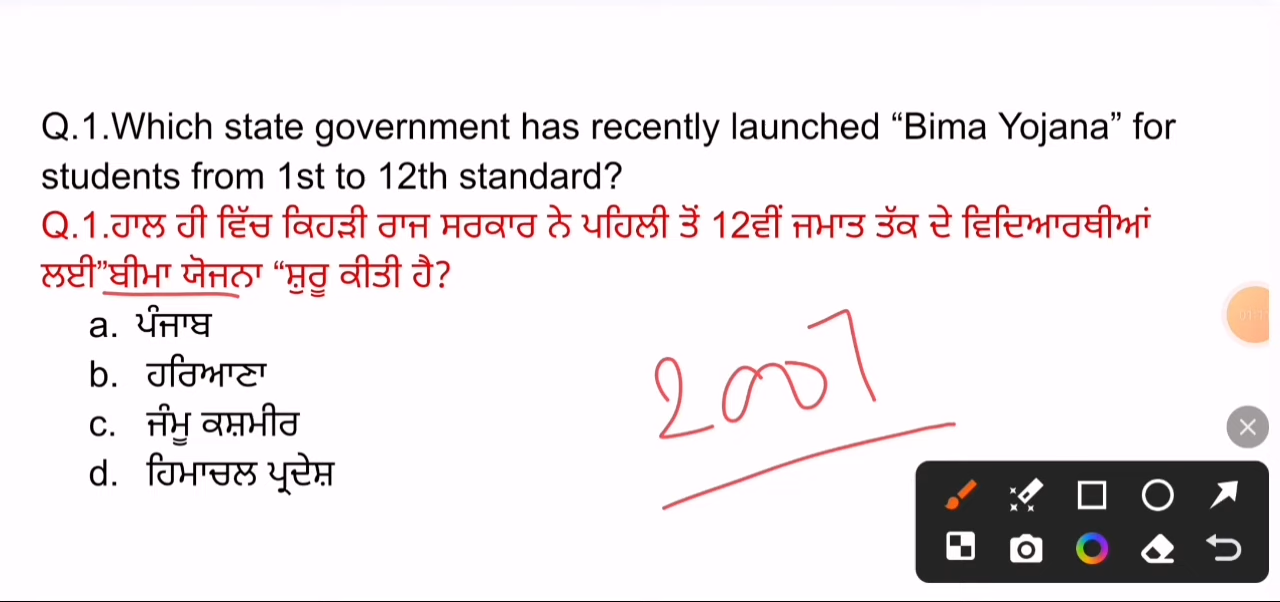 Q.1.Which state government has recently launched “Bima Yojana” for
students from 1st to 12th standard?
Q.1.ਹਾਲ ਹੀ ਵਿੱਚ ਕਿਹੜੀ ਰਾਜ ਸਰਕਾਰ ਨੇ ਪਹਿਲੀ ਤੋਂ 12ਵੀਂ ਜਮਾਤ ਤੱਕ ਦੇ ਵਿਦਿਆਰਥੀਆਂ
ਲਈ”ਬੀਮਾ ਯੋਜਨਾ “ਸ਼ੁਰੂ ਕੀਤੀ ਹੈ?
a. ਪੰਜਾਬ
b. ਹਰਿਆਣਾ
c. ਜੰਮੂ ਕਸ਼ਮੀਰ
d. ਹਿਮਾਚਲ ਪ੍ਰਦੇਸ਼
2007